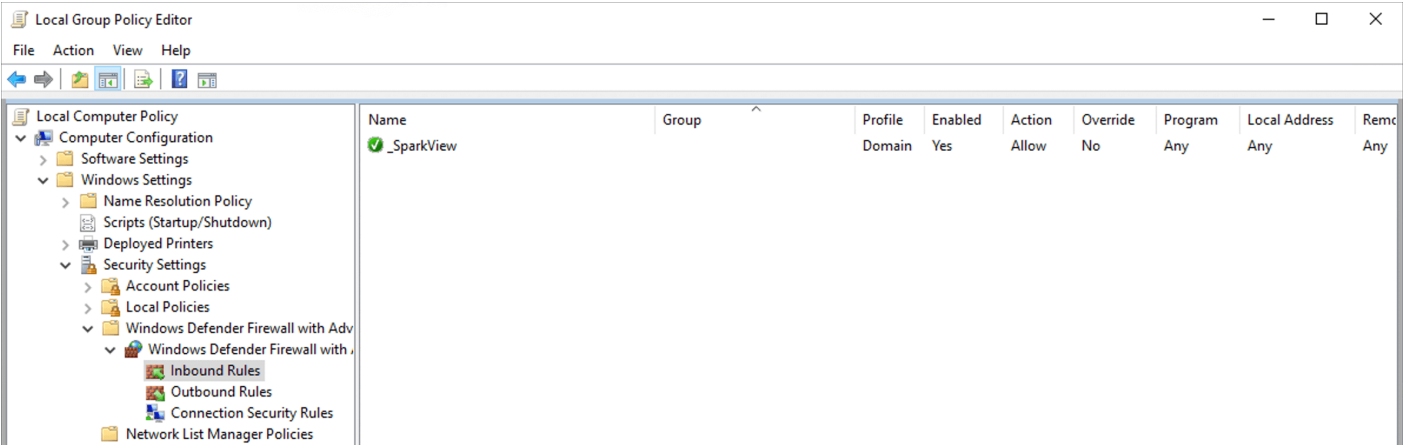 Local Group Policy Editor
File Action View Help
Local Computer Policy
Computer Configuration
Software Settings
Windows Settings
Name Resolution Policy
Scripts (Startup/Shutdown)
Deployed Printers
Security Settings
Account Policies
Local Policies
Windows Defender Firewall with Adv
Windows Defender Firewall with
Inbound Rules
Outbound Rules
Connection Security Rules
Network List Manager Policies
Name Group Profile Enabled Action Override Program Local Address Remo
_SparkView Domain Yes Allow No Any Any Any